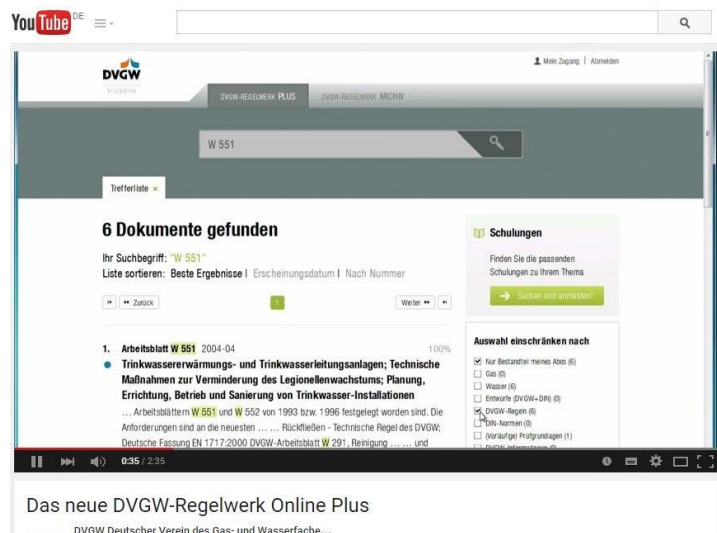 YouTube DE
DVGW
REGELWERK
Mein Zugang | Abmelden
DVGW-REGELWERK PLUS DVGW-REGELWERK ARCHIV
W 551
Trefferliste ×
6 Dokumente gefunden
Ihr Suchbegriff: "W 551"
Liste sortieren: Beste Ergebnisse | Erscheinungsdatum | Nach Nummer
Zurück 1 Weiter
1. Arbeitsblatt W 551 2004-04 100%
Trinkwassererwärmungs- und Trinkwasserleitungsanlagen; Technische
Maßnahmen zur Verminderung des Legionellenwachstums; Planung,
Errichtung, Betrieb und Sanierung von Trinkwasser-Installationen
... Arbeitsblättern W 551 und W 552 von 1993 bzw. 1996 festgelegt worden sind. Die
Anforderungen sind an die neuesten ... ... Rückfließen - Technische Regel des DVGW;
Deutsche Fassung EN 1717:2000 DVGW-Arbeitsblatt W 291, Reinigung ... ... und
Schulungen
Finden Sie die passenden
Schulungen zu Ihrem Thema
Suchen und anmelden!
Auswahl einschränken nach
Nur Bestandteil meines Abos (6)
Gas (0)
Wasser (6)
Entwürfe (DVGW+DIN) (0)
DVGW-Regeln (6)
DIN-Normen (0)
(Vorläufige) Prüfgrundlagen (1)
DVGW-Informationen (0)
0:35 / 2:35
Das neue DVGW-Regelwerk Online Plus
DVGW Deutscher Verein des Gas- und Wasserfache...